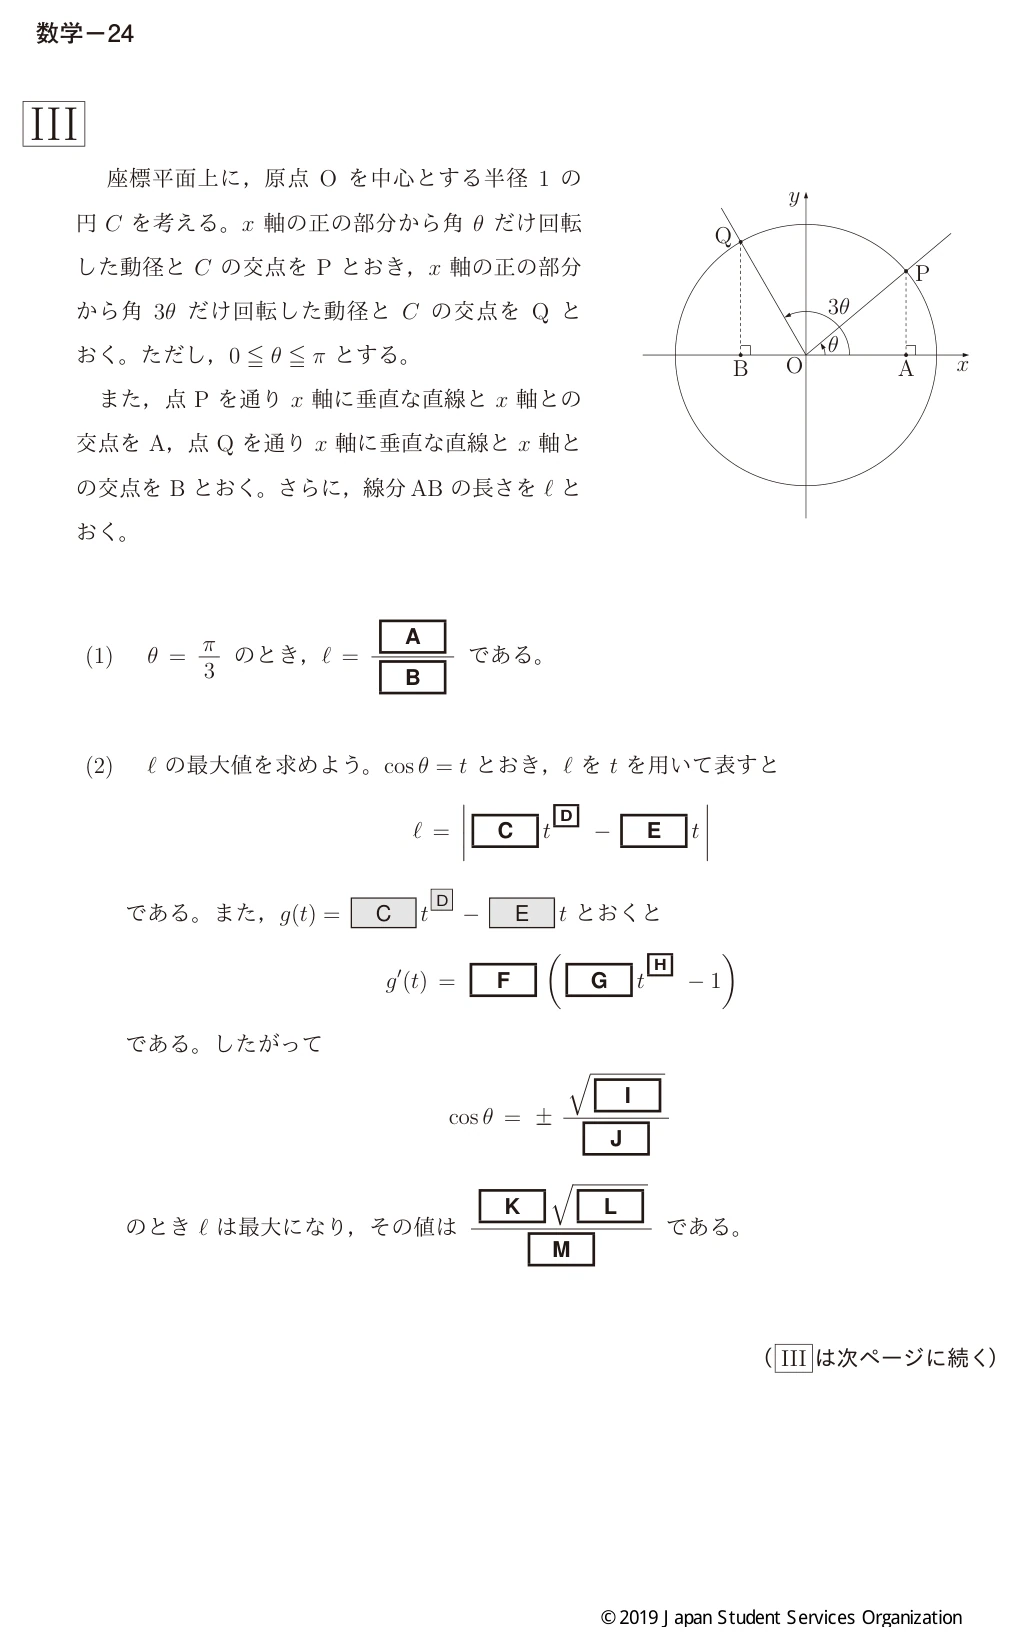 数学－24
III
座標平面上に，原点 O を中心とする半径 1 の
円 C を考える。x 軸の正の部分から角 θ だけ回転
した動径と C の交点を P とおき，x 軸の正の部分
から角 3θ だけ回転した動径と C の交点を Q と
おく。ただし，0 ≦ θ ≦ π とする。
また，点 P を通り x 軸に垂直な直線と x 軸との
交点を A，点 Q を通り x 軸に垂直な直線と x 軸と
の交点を B とおく。さらに，線分 AB の長さを ℓ と
おく。
y
Q
P
3θ
θ
B
O
A
x
(1) θ = π/3 のとき，ℓ = A/B である。
(2) ℓ の最大値を求めよう。cos θ = t とおき，ℓ を t を用いて表すと
ℓ = | C t^D − E t |
である。また，g(t) = C t^D − E t とおくと
g′(t) = F ( G t^H − 1 )
である。したがって
cos θ = ± √I / J
のとき ℓ は最大になり，その値は K√L / M である。
（ III は次ページに続く）
© 2019 Japan Student Services Organization